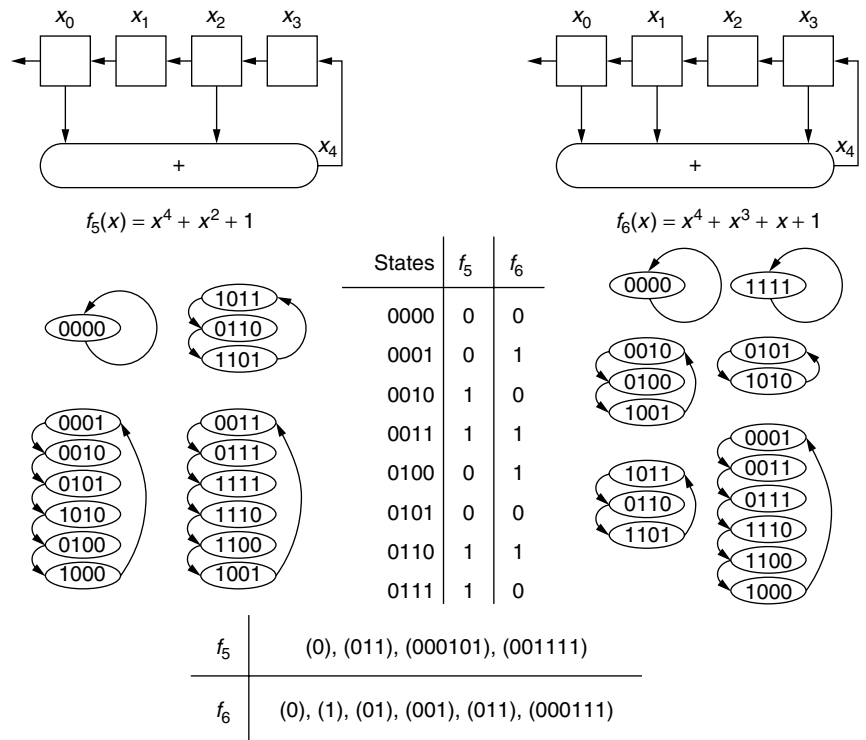 x0 x1 x2 x3
x4
+
f5(x) = x^4 + x^2 + 1
x0 x1 x2 x3
x4
+
f6(x) = x^4 + x^3 + x + 1
0000
1011
0110
1101
0001
0010
0101
1010
0100
1000
0011
0111
1111
1110
1100
1001
States f5 f6
0000 0 0
0001 0 1
0010 1 0
0011 1 1
0100 0 1
0101 0 0
0110 1 1
0111 1 0
0000
1111
0010
0100
1001
0101
1010
1011
0110
1101
0001
0011
0111
1110
1100
1000
f5 (0), (011), (000101), (001111)
f6 (0), (1), (01), (001), (011), (000111)